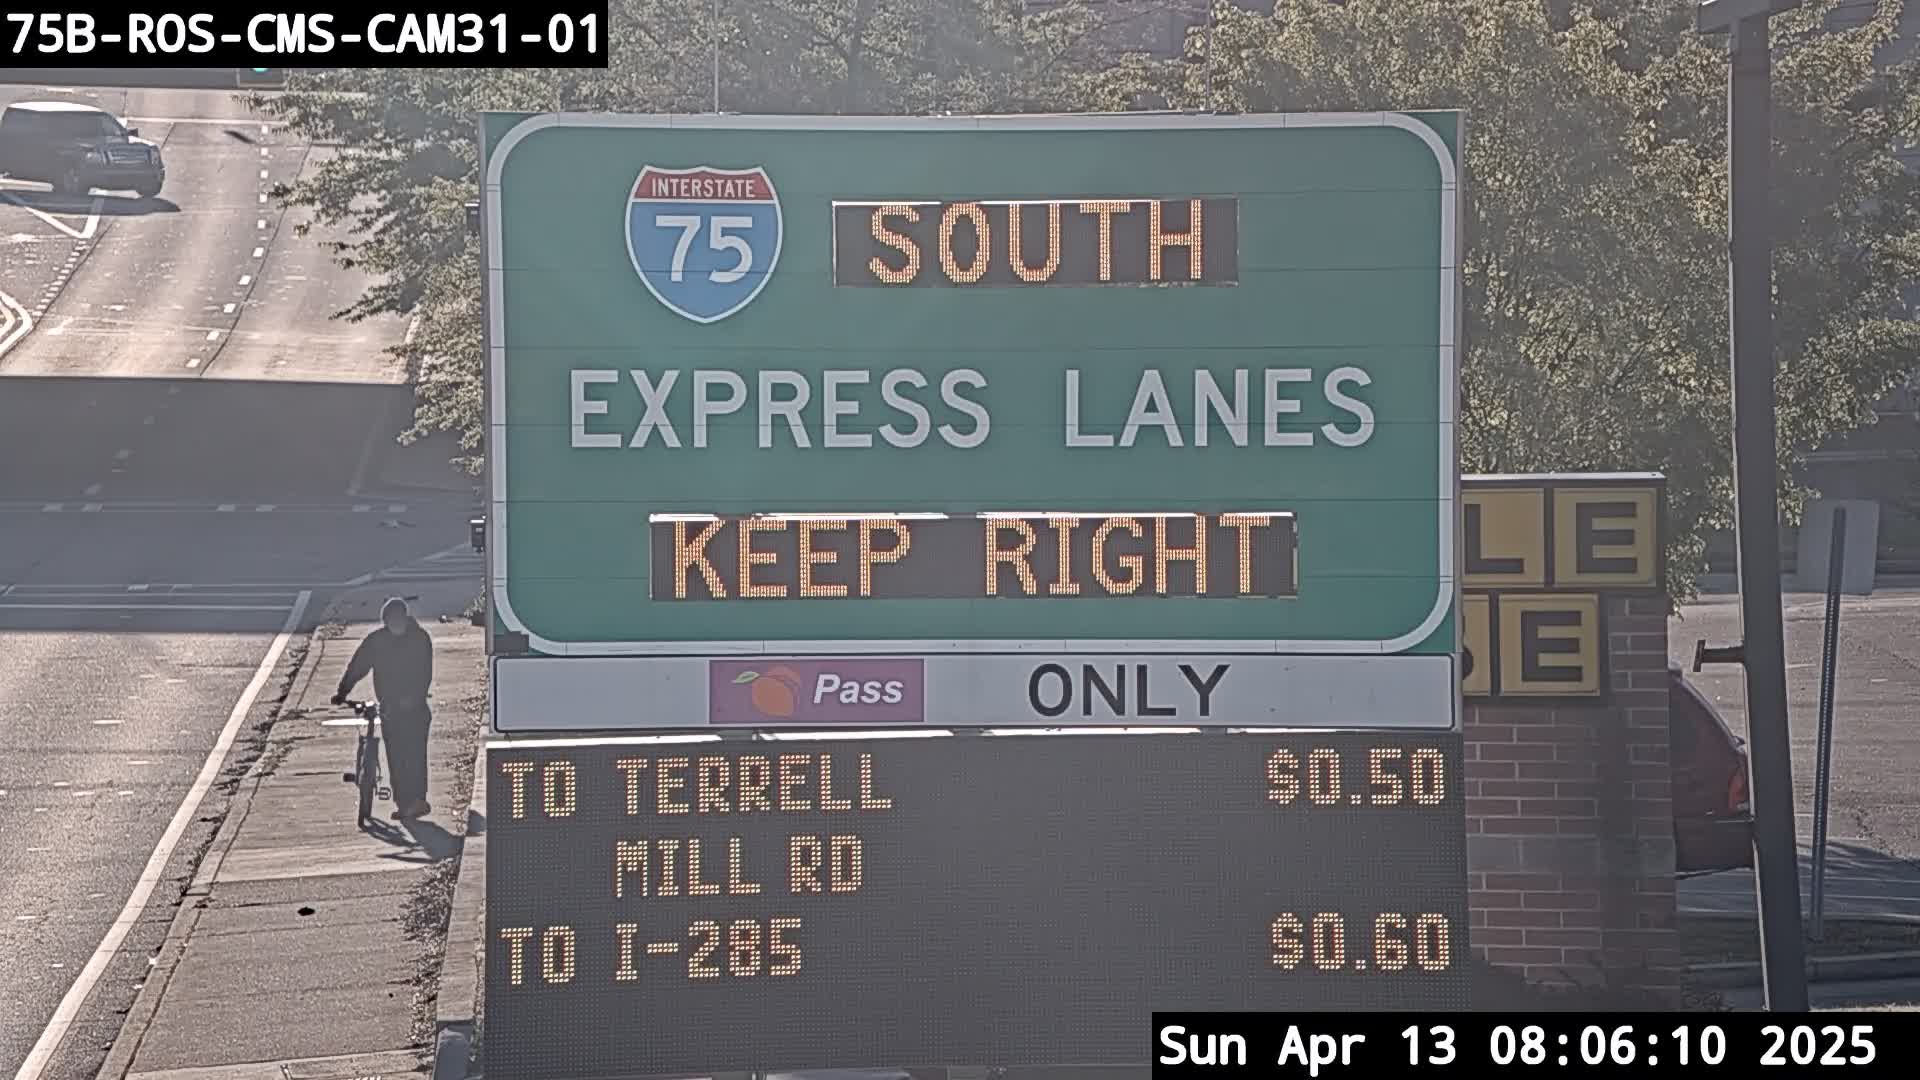 75B-ROS-CMS-CAM31-01
INTERSTATE
75
SOUTH
EXPRESS LANES
KEEP RIGHT
LE
E
Pass ONLY
TO TERRELL $0.50
MILL RD
TO I-285 $0.60
Sun Apr 13 08:06:10 2025